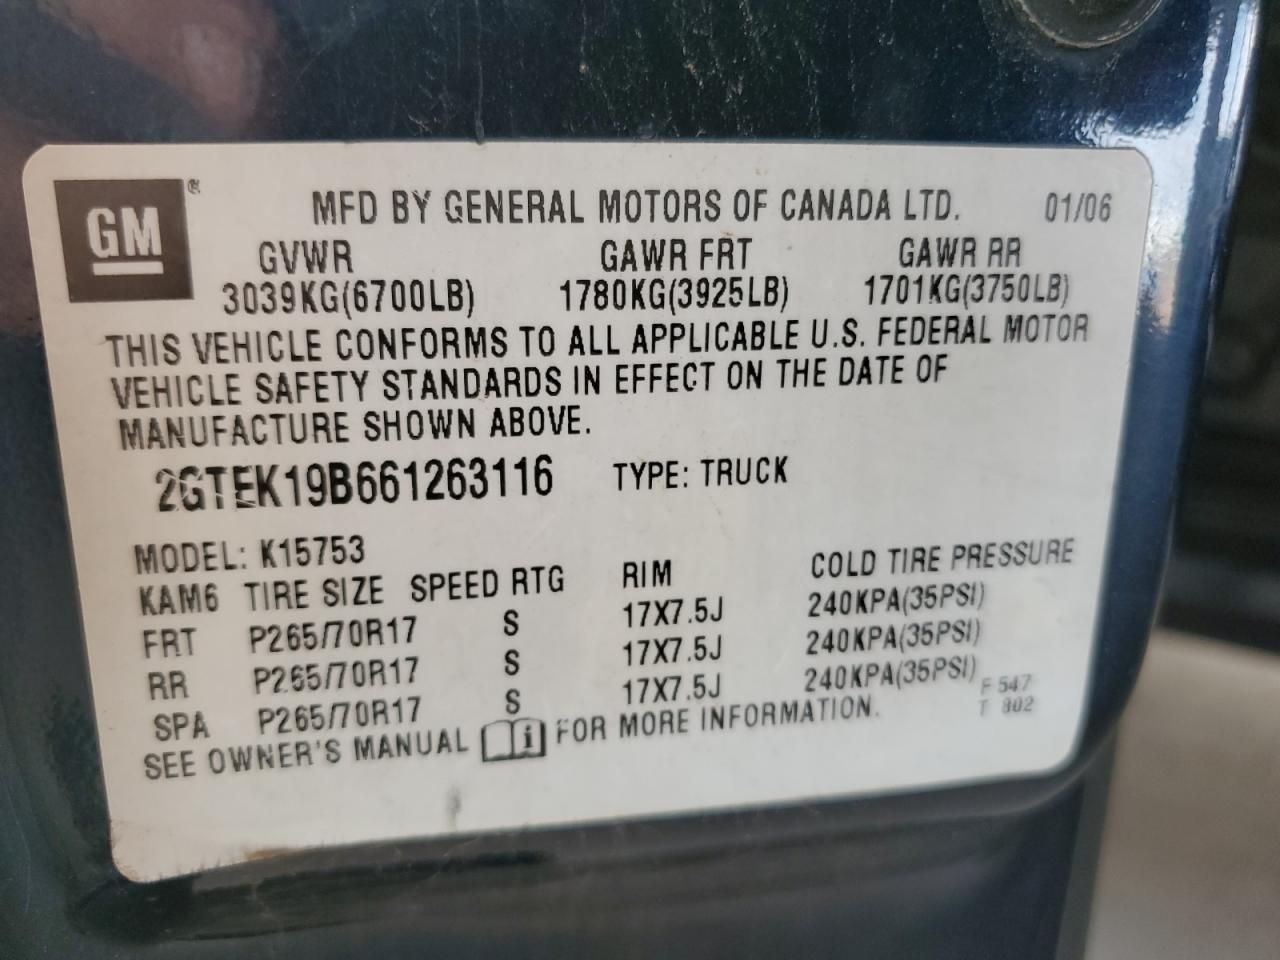 GM ®
MFD BY GENERAL MOTORS OF CANADA LTD. 01/06
GVWR GAWR FRT GAWR RR
3039KG(6700LB) 1780KG(3925LB) 1701KG(3750LB)
THIS VEHICLE CONFORMS TO ALL APPLICABLE U.S. FEDERAL MOTOR
VEHICLE SAFETY STANDARDS IN EFFECT ON THE DATE OF
MANUFACTURE SHOWN ABOVE.
2GTEK19B661263116 TYPE: TRUCK
MODEL: K15753
KAM6 TIRE SIZE SPEED RTG RIM COLD TIRE PRESSURE
FRT P265/70R17 S 17X7.5J 240KPA(35PSI)
RR P265/70R17 S 17X7.5J 240KPA(35PSI)
SPA P265/70R17 S 17X7.5J 240KPA(35PSI)
SEE OWNER'S MANUAL i FOR MORE INFORMATION.
F 547
T 802